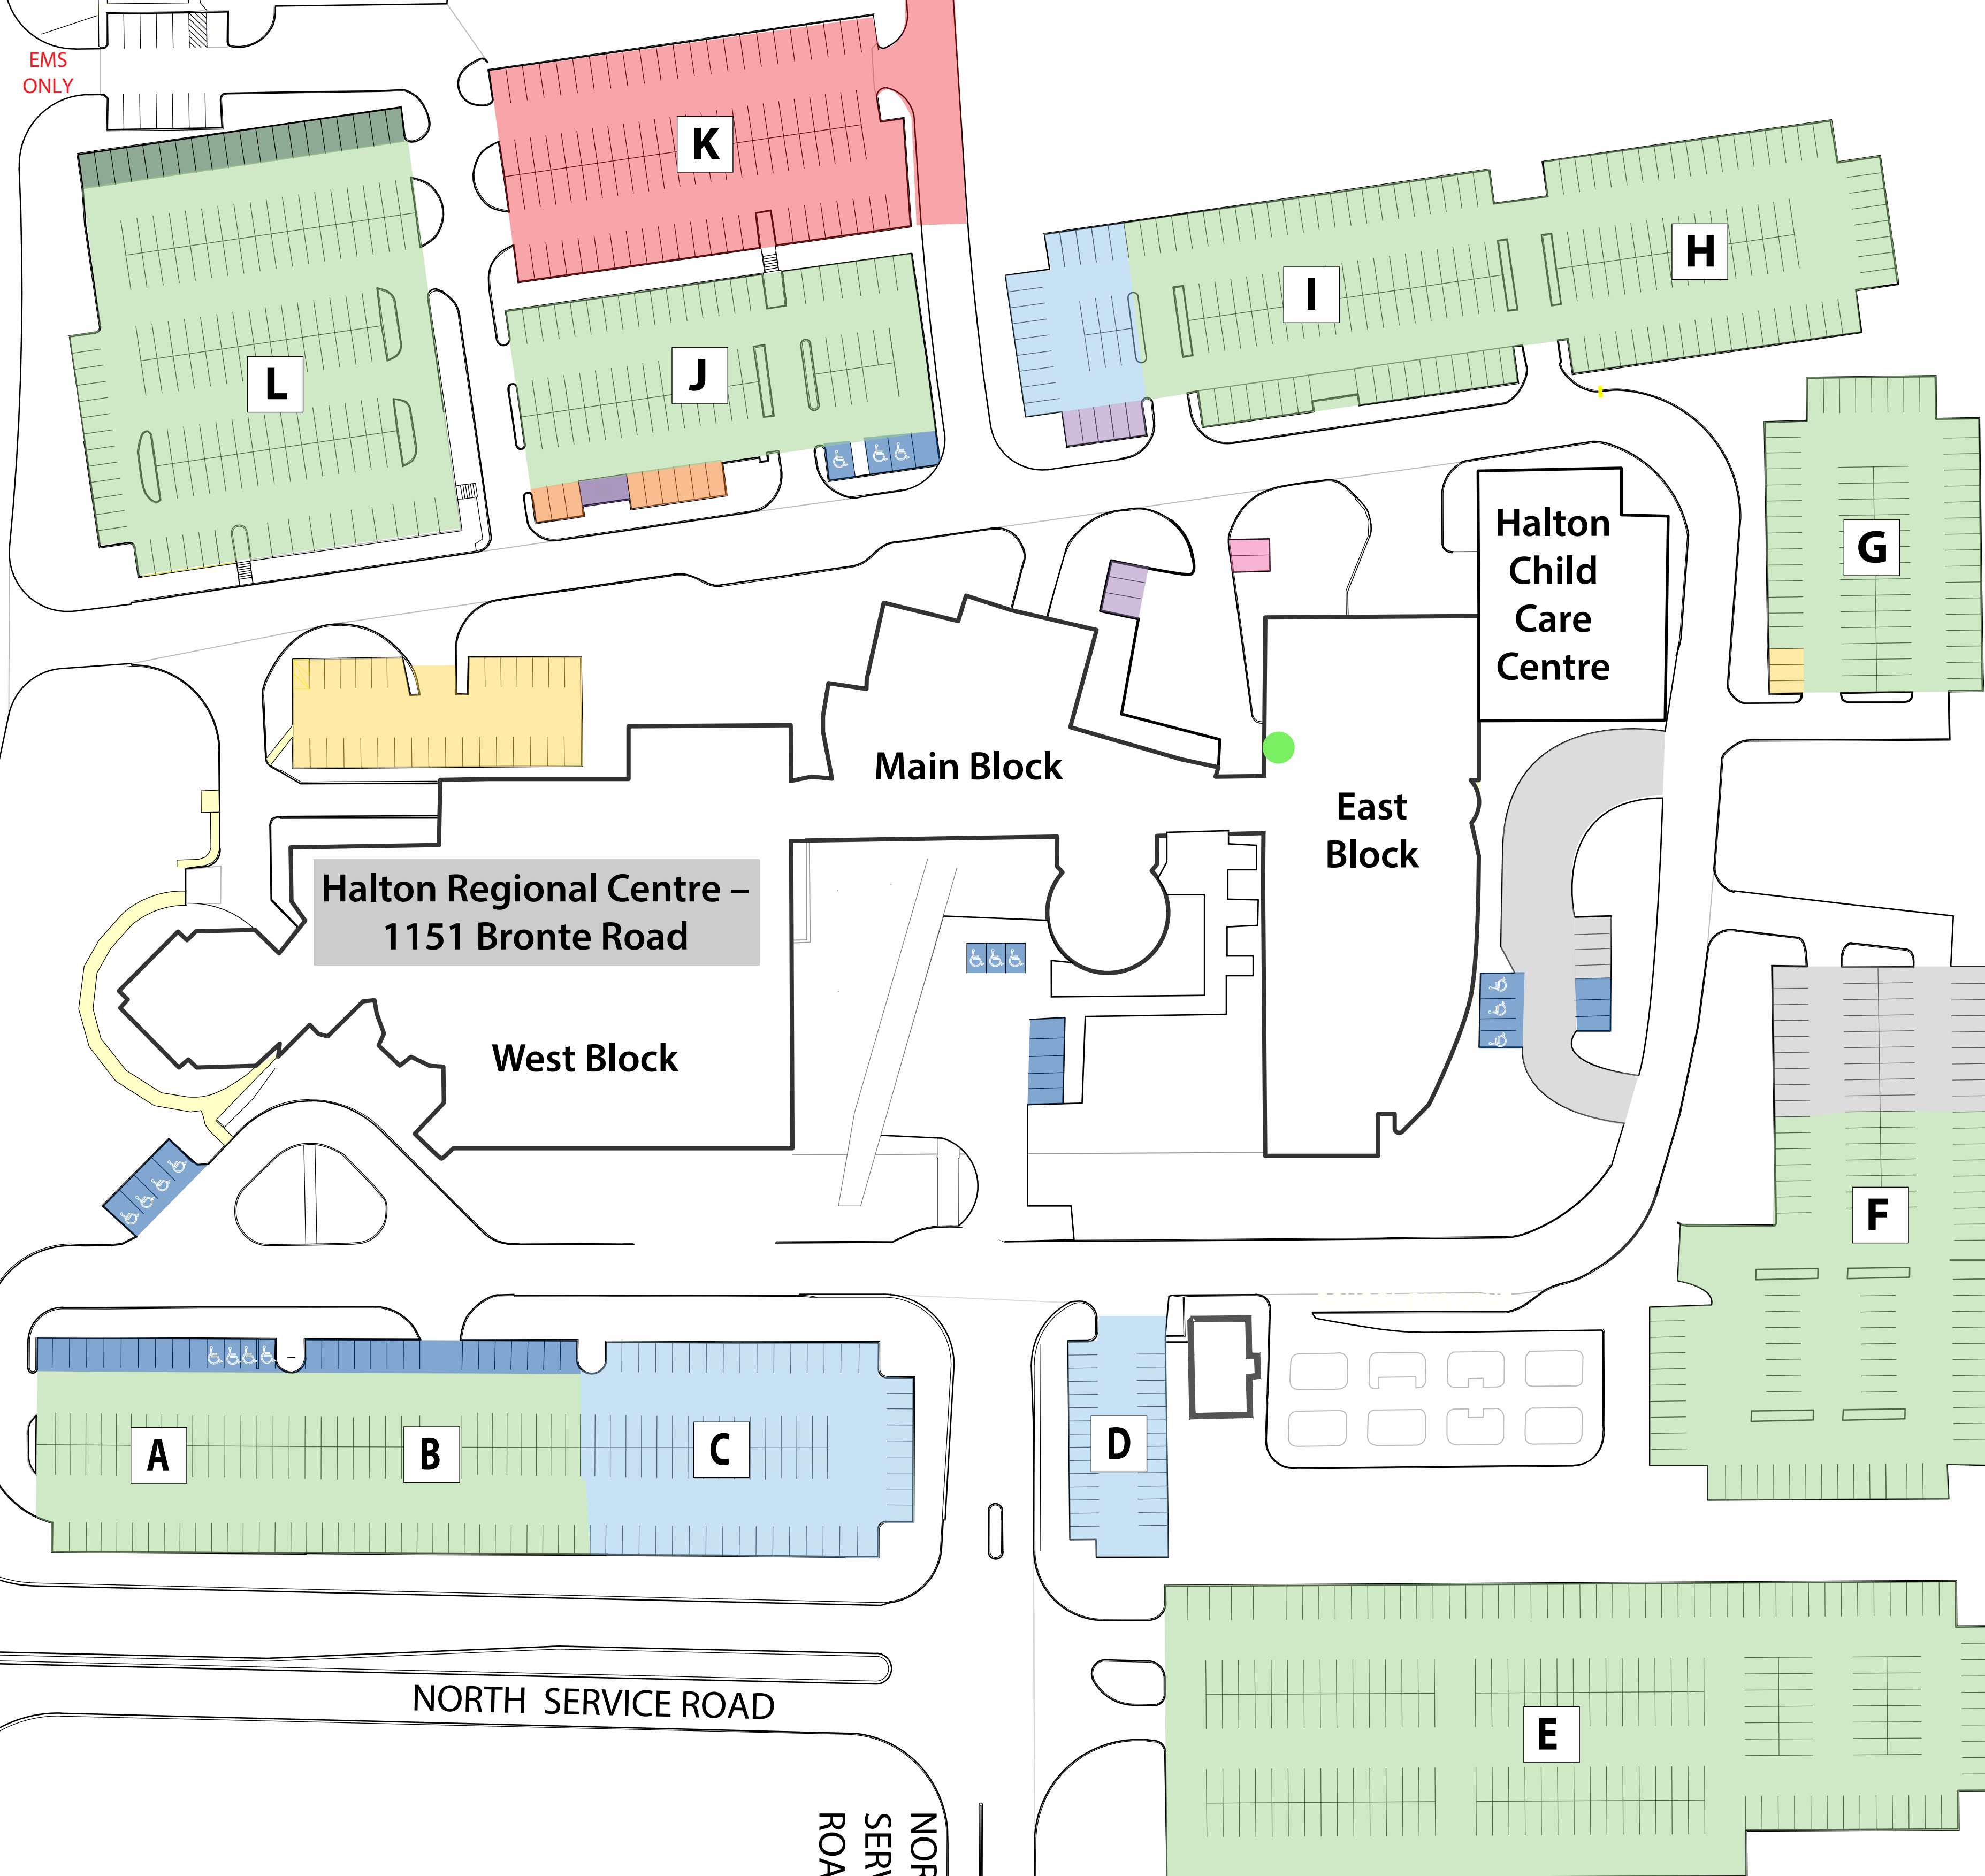 EMS
ONLY
K
H
I
J
L
Halton
Child
Care
Centre
G
Main Block
East
Block
Halton Regional Centre –
1151 Bronte Road
West Block
F
A
B
C
D
NORTH SERVICE ROAD
E